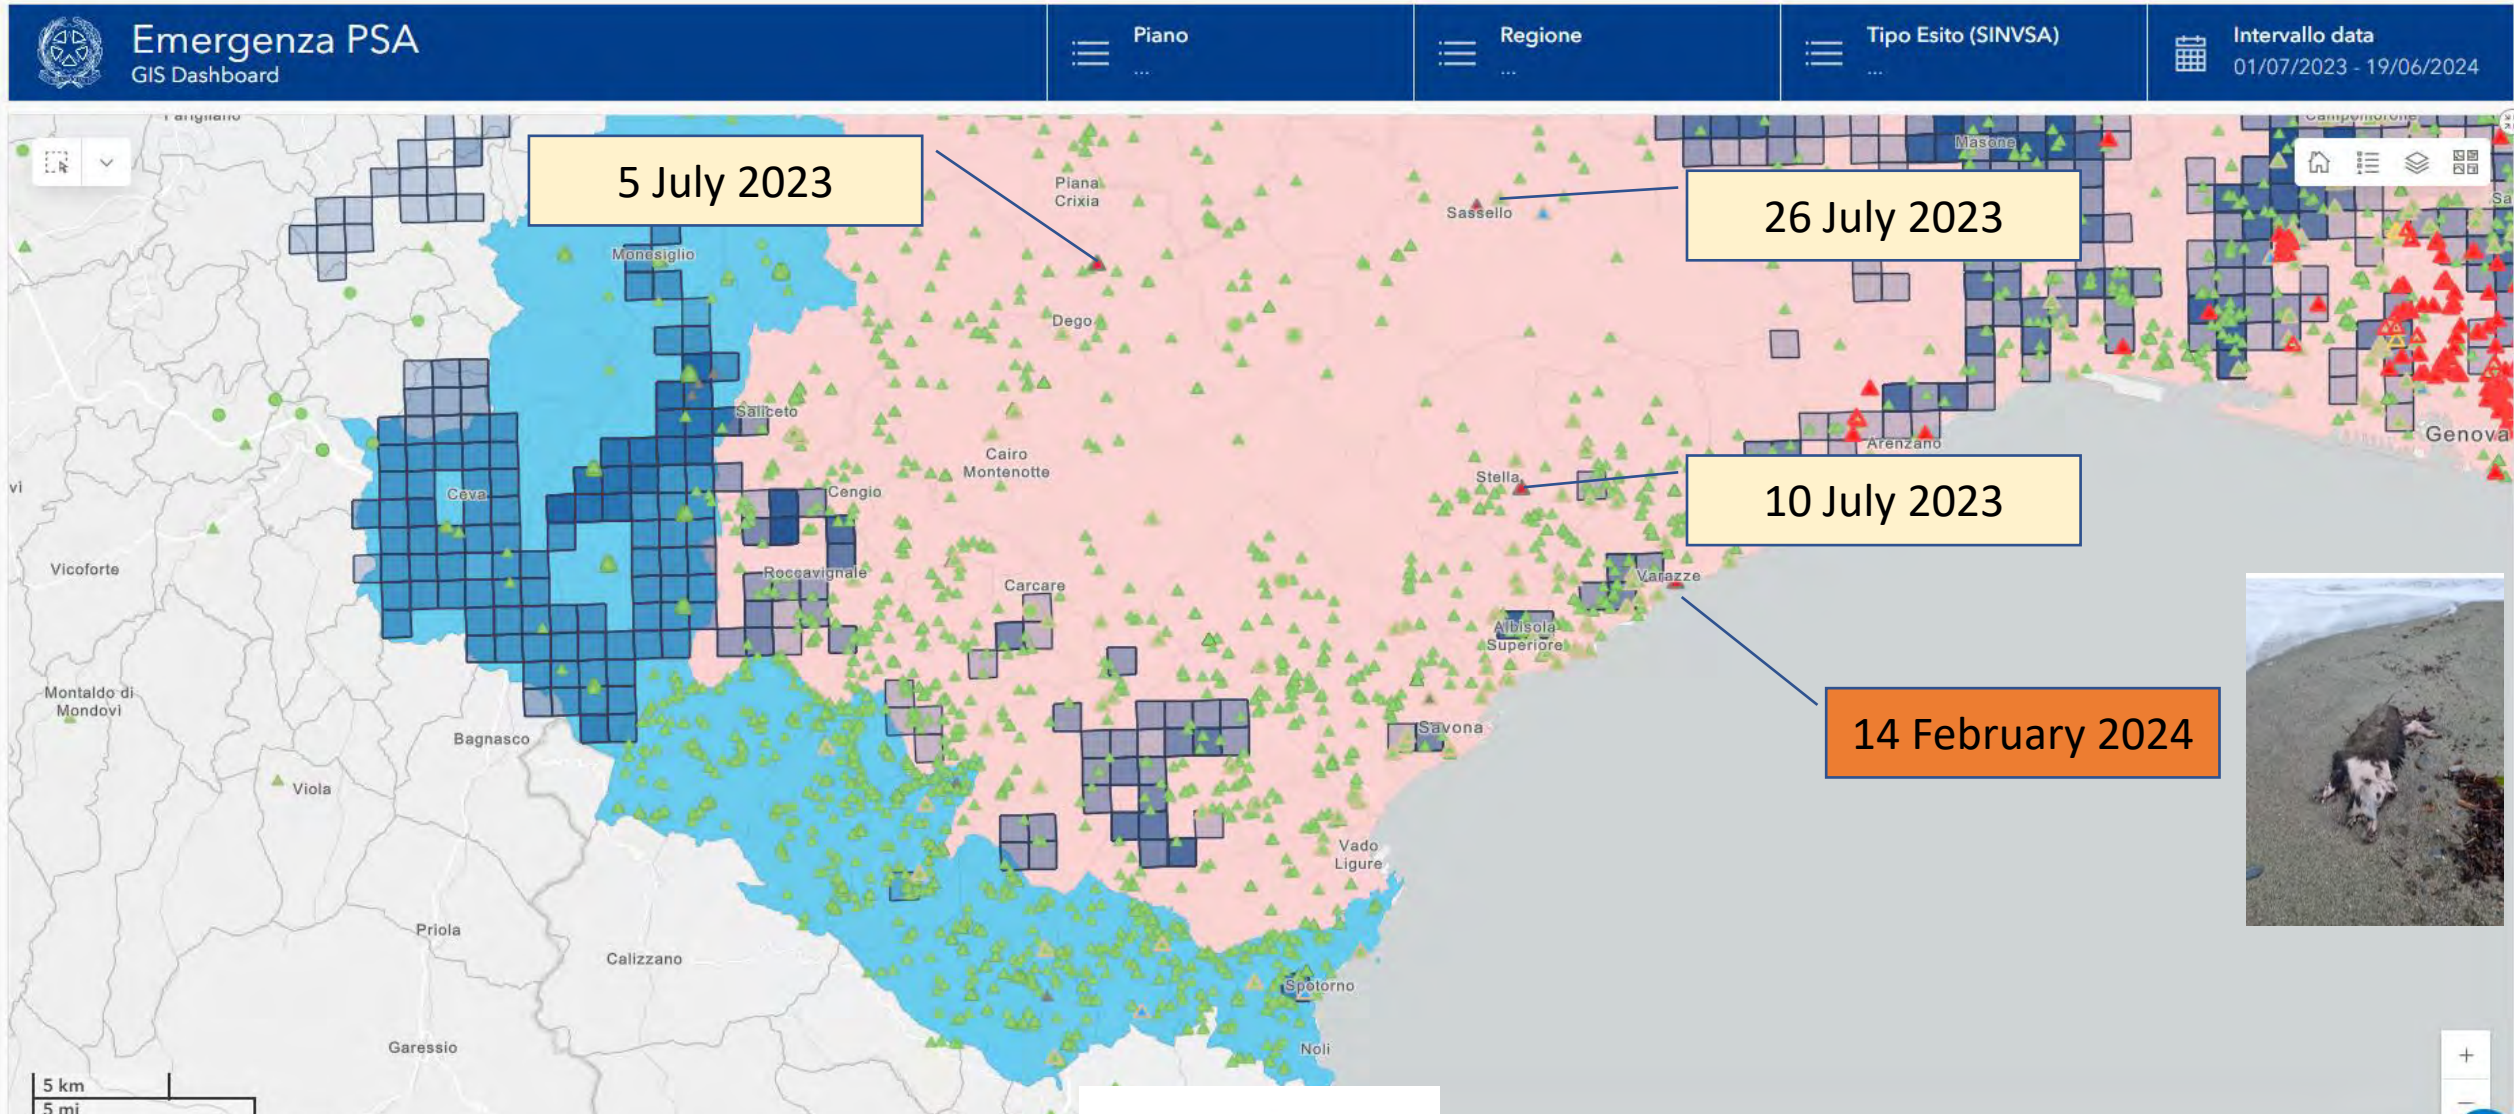 Emergenza PSA
GIS Dashboard
Piano
...
Regione
...
Tipo Esito (SINVSA)
...
Intervallo data
01/07/2023 - 19/06/2024
Masone
5 July 2023
Piana
Crixia
Sassello
26 July 2023
Monesiglio
Dego
Saliceto
Cairo
Montenotte
Arenzano
Genova
vi
Ceva
Cengio
Stella
10 July 2023
Vicoforte
Roccavignale
Carcare
Varazze
Albisola
Superiore
Montaldo di
Mondovì
Bagnasco
Savona
14 February 2024
Viola
Vado
Ligure
Priola
Calizzano
Spotorno
Garessio
Noli
5 km
5 mi